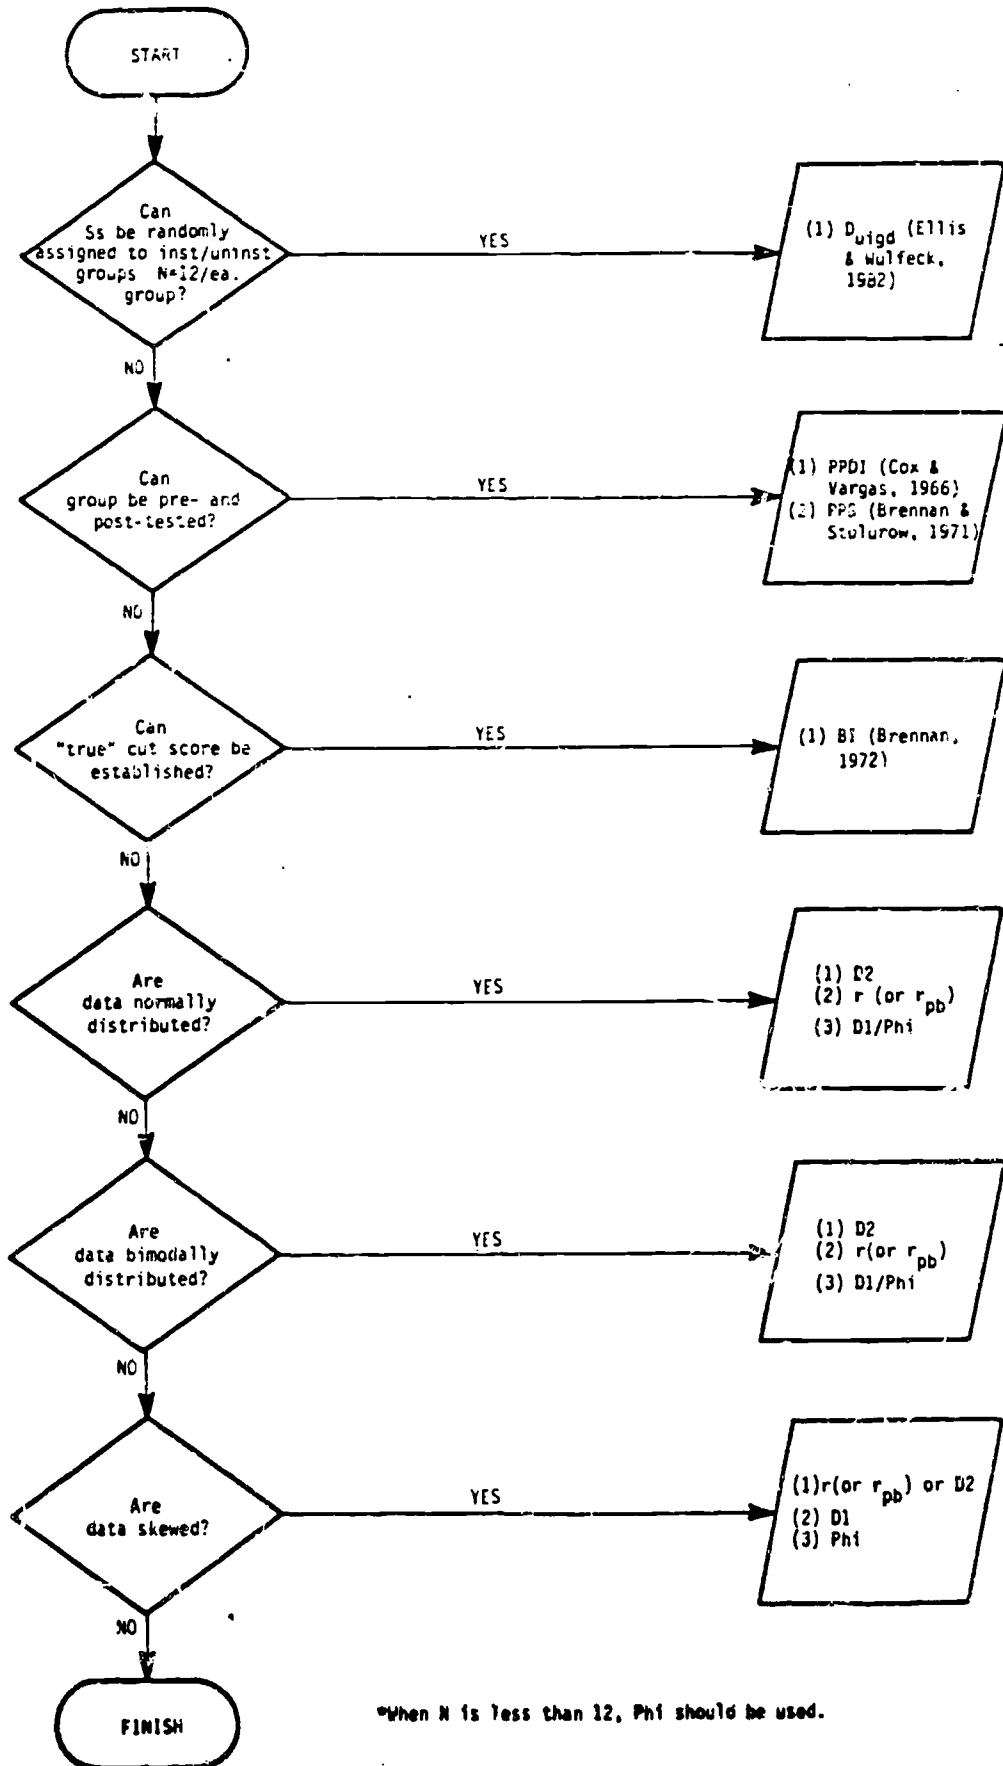 START
Can
Ss be randomly
assigned to inst/uninst
groups N*12/ea.
group?
YES
(1) D_uigd (Ellis
& Wulfeck,
1982)
NO
Can
group be pre- and
post-tested?
YES
(1) PPDI (Cox &
Vargas, 1966)
(2) PPS (Brennan &
Stolurow, 1971)
NO
Can
"true" cut score be
established?
YES
(1) BI (Brennan,
1972)
NO
Are
data normally
distributed?
YES
(1) D2
(2) r (or r_pb)
(3) D1/Phi
NO
Are
data bimodally
distributed?
YES
(1) D2
(2) r(or r_pb)
(3) D1/Phi
NO
Are
data skewed?
YES
(1)r(or r_pb) or D2
(2) D1
(3) Phi
NO
FINISH
*When N is less than 12, Phi should be used.